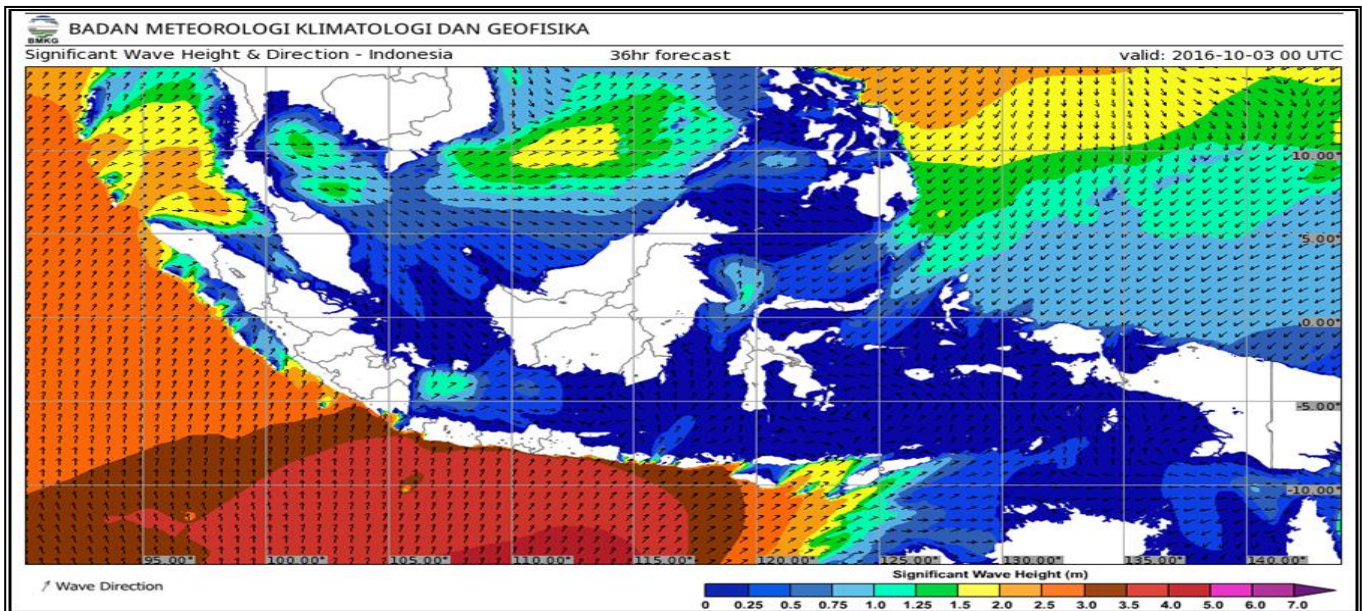 BADAN METEOROLOGI KLIMATOLOGI DAN GEOFISIKA
BMKG
Significant Wave Height & Direction - Indonesia 36hr forecast valid: 2016-10-03 00 UTC
10.00°
5.00°
0.00°
-5.00°
-10.00°
95.00° 100.00° 105.00° 110.00° 115.00° 120.00° 125.00° 130.00° 135.00° 140.00°
Wave Direction
Significant Wave Height (m)
0 0.25 0.5 0.75 1.0 1.25 1.5 2.0 2.5 3.0 3.5 4.0 5.0 6.0 7.0